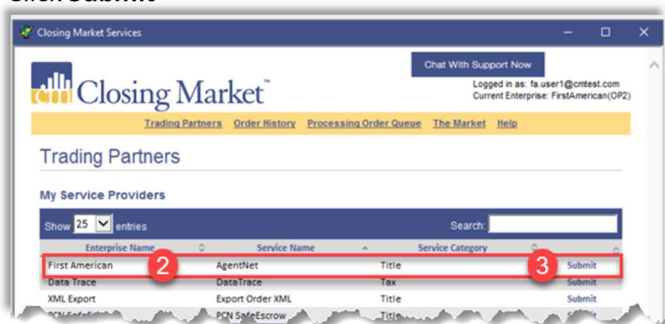 Closing Market Services
Chat With Support Now
cm Closing Market™
Logged in as: fa.user1@cmtest.com
Current Enterprise: FirstAmerican(OP2)
Trading Partners Order History Processing Order Queue The Market Help
Trading Partners
My Service Providers
Show 25 entries Search:
Enterprise Name Service Name Service Category
First American 2 AgentNet Title 3 Submit
Data Trace DataTrace Tax Submit
XML Export Export Order XML Title Submit
PCN SafeEscrow Title Submit